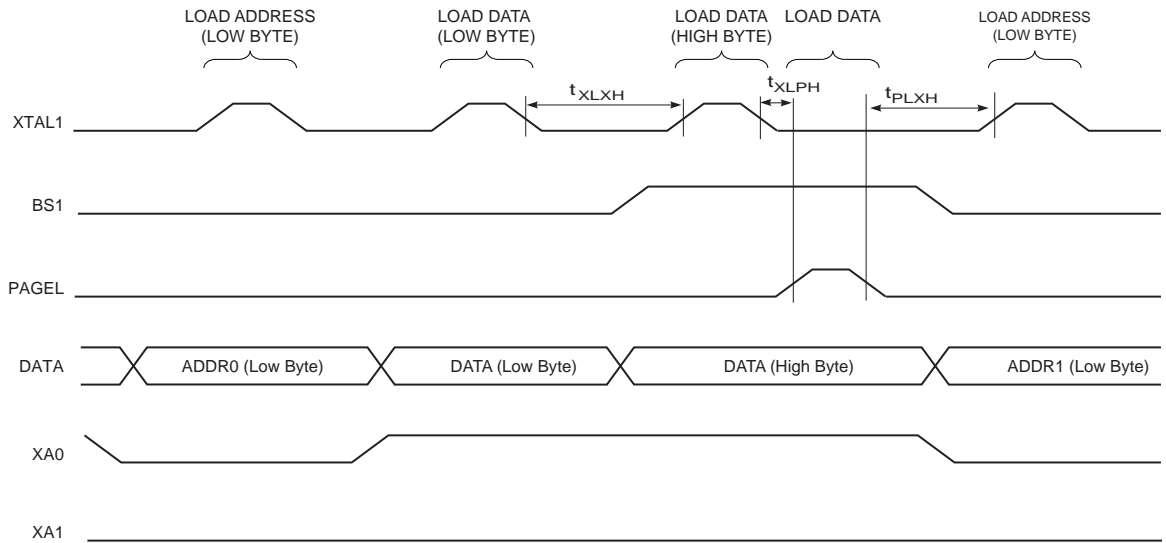 LOAD ADDRESS
(LOW BYTE)
LOAD DATA
(LOW BYTE)
LOAD DATA
(HIGH BYTE)
LOAD DATA
LOAD ADDRESS
(LOW BYTE)
tXLXH
tXLPH
tPLXH
XTAL1
BS1
PAGEL
DATA
ADDR0 (Low Byte)
DATA (Low Byte)
DATA (High Byte)
ADDR1 (Low Byte)
XA0
XA1